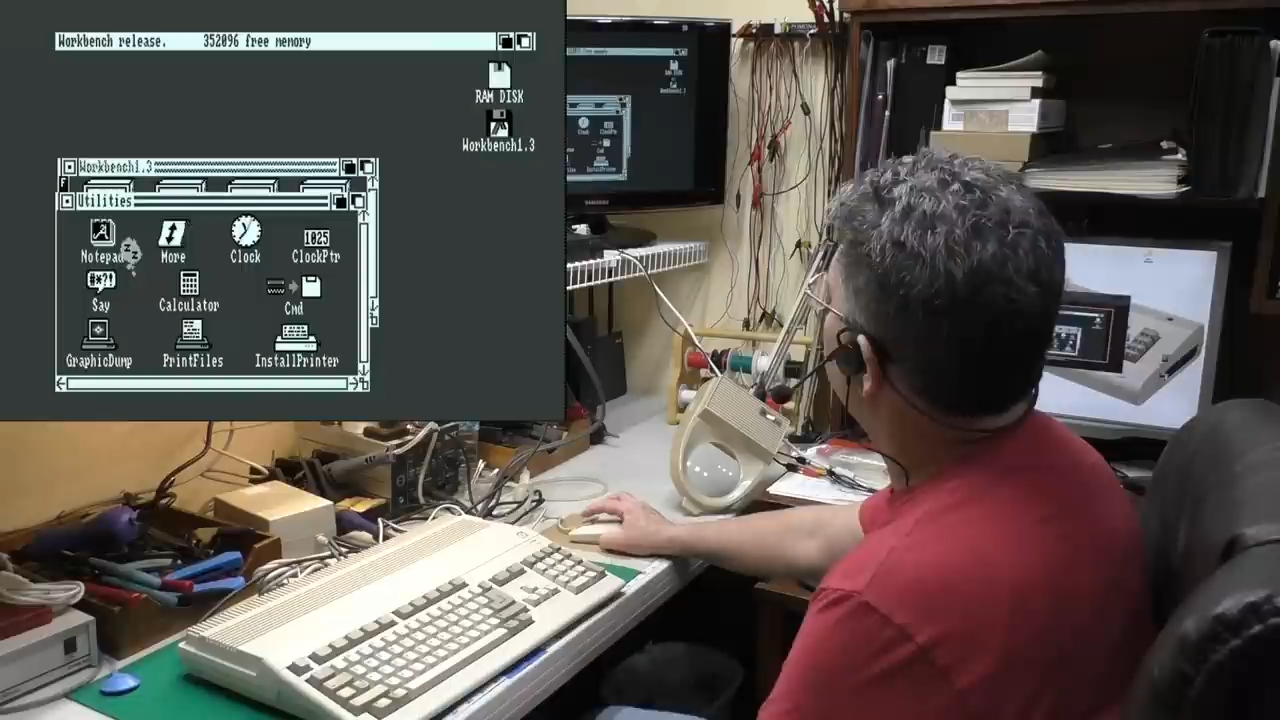 Workbench release.    352096 free memory
RAM DISK
Workbench1.3
Workbench1.3
Utilities
Notepad
More
Clock
1025
ClockPtr
#*?!
Say
Calculator
Cmd
GraphicDump
PrintFiles
InstallPrinter
SAMSUNG